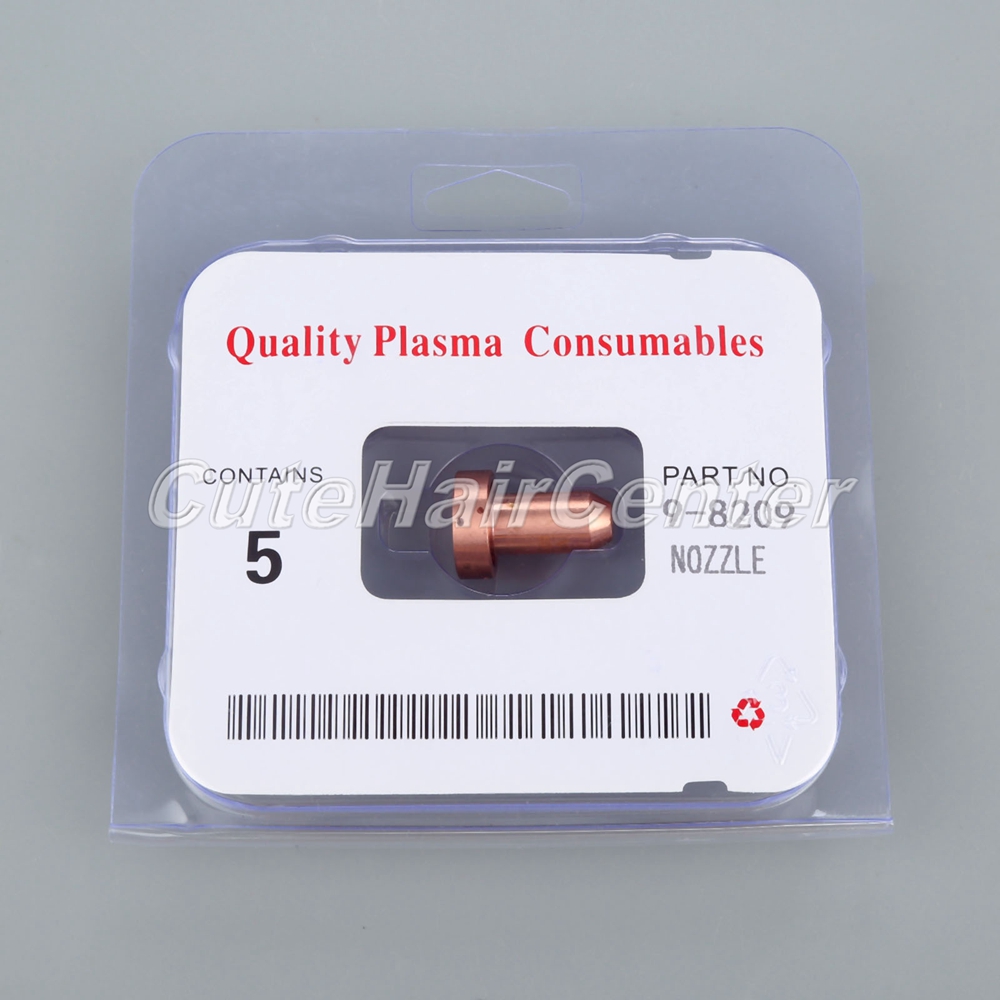 Quality Plasma Consumables
CONTAINS
5
PART NO.
9-8209
NOZZLE
CuteHairCenter